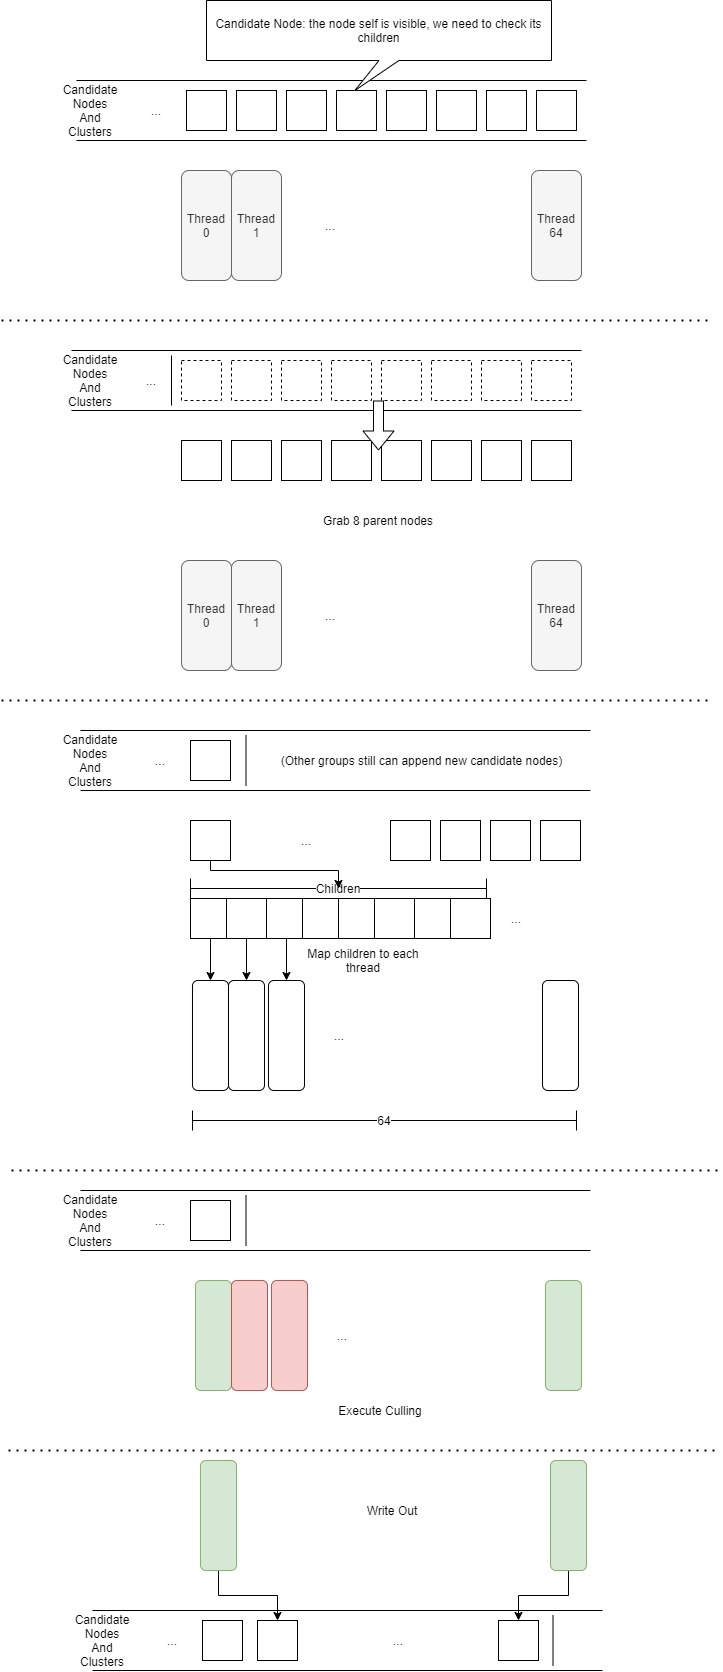 Candidate Node: the node self is visible, we need to check its
children
Candidate
Nodes
And
Clusters
...
Thread
0
Thread
1
...
Thread
64
Candidate
Nodes
And
Clusters
...
Grab 8 parent nodes
Thread
0
Thread
1
...
Thread
64
Candidate
Nodes
And
Clusters
...
(Other groups still can append new candidate nodes)
...
Children
...
Map children to each
thread
...
64
Candidate
Nodes
And
Clusters
...
...
Execute Culling
Write Out
Candidate
Nodes
And
Clusters
...
...